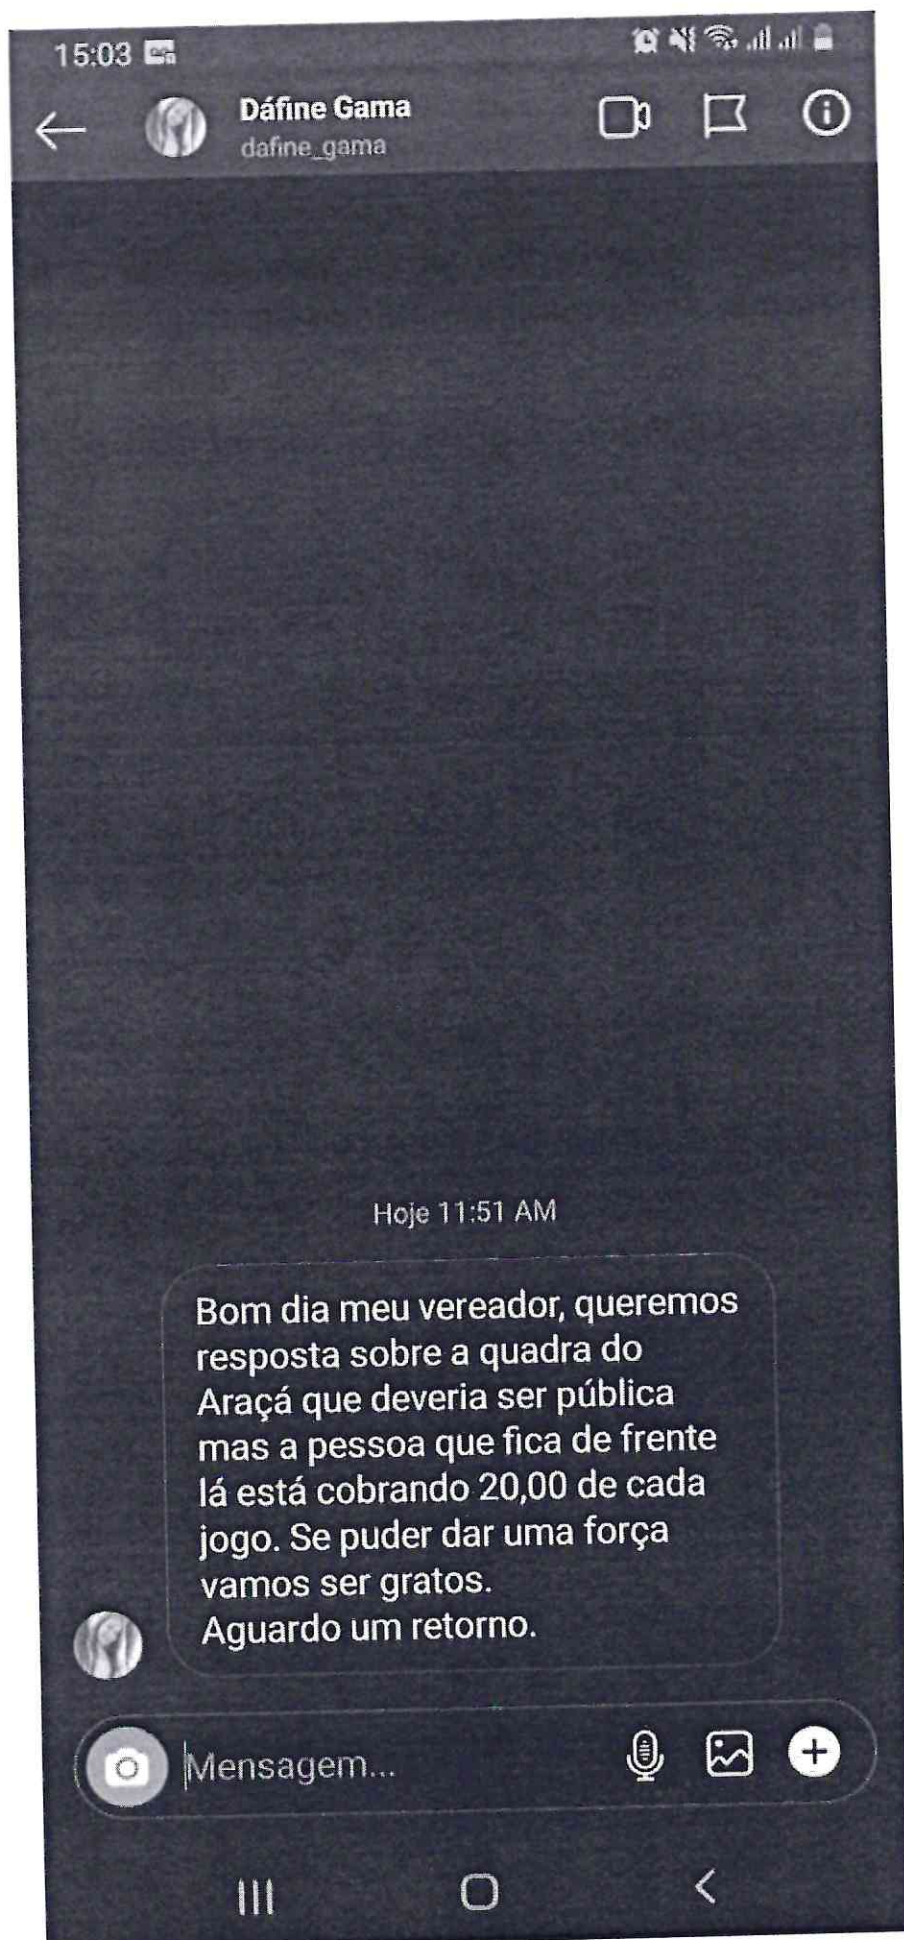 15:03
Dáfine Gama
dafine_gama
Hoje 11:51 AM
Bom dia meu vereador, queremos
resposta sobre a quadra do
Araçá que deveria ser pública
mas a pessoa que fica de frente
lá está cobrando 20,00 de cada
jogo. Se puder dar uma força
vamos ser gratos.
Aguardo um retorno.
Mensagem...